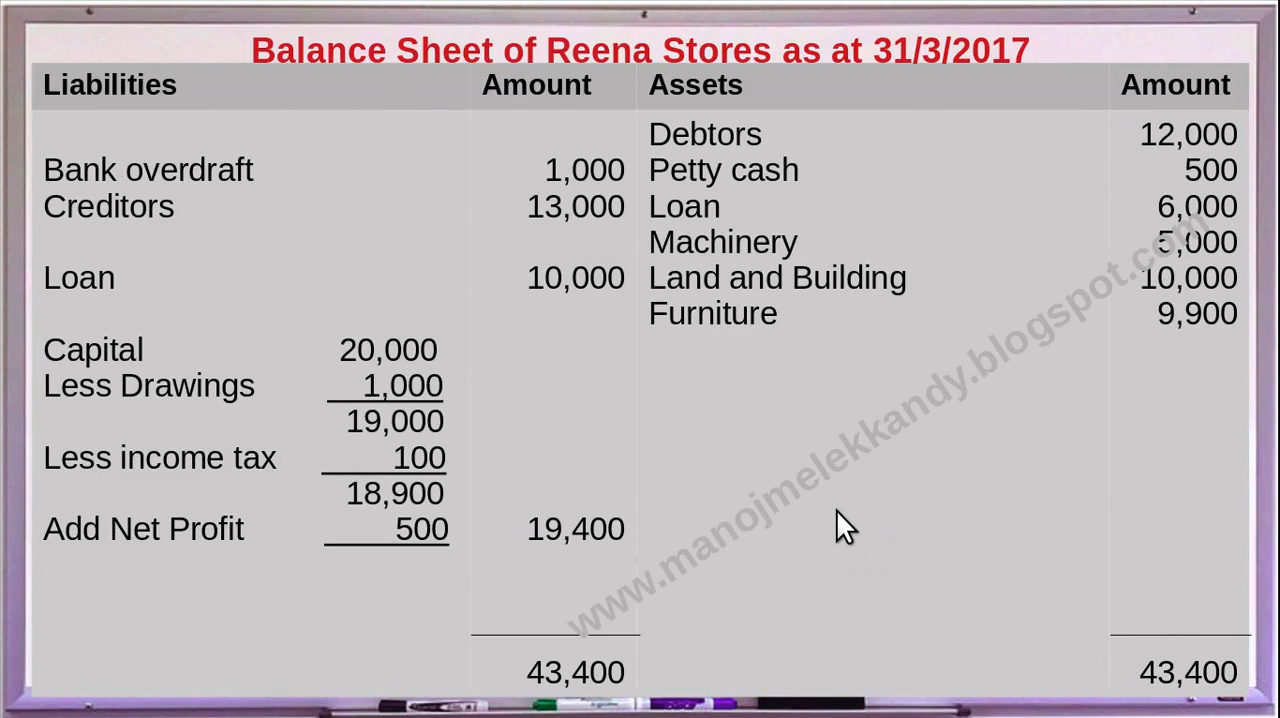 Balance Sheet of Reena Stores as at 31/3/2017
Liabilities Amount Assets Amount
Debtors 12,000
Bank overdraft 1,000 Petty cash 500
Creditors 13,000 Loan 6,000
Machinery 5,000
Loan 10,000 Land and Building 10,000
Furniture 9,900
Capital 20,000
Less Drawings 1,000
19,000
Less income tax 100
18,900
Add Net Profit 500 19,400
43,400 43,400
www.manojmelekkandy.blogspot.com